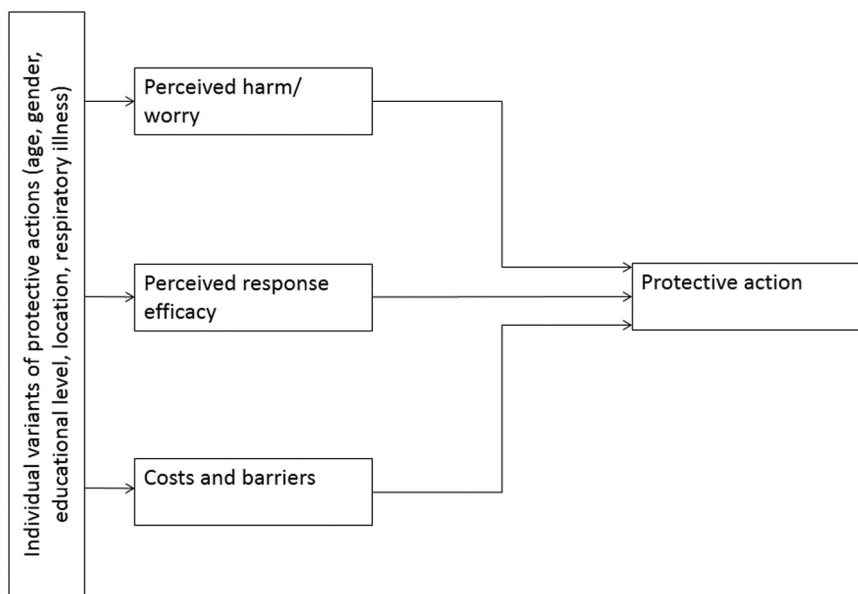 Individual variants of protective actions (age, gender,
educational level, location, respiratory illness)
Perceived harm/
worry
Perceived response
efficacy
Costs and barriers
Protective action